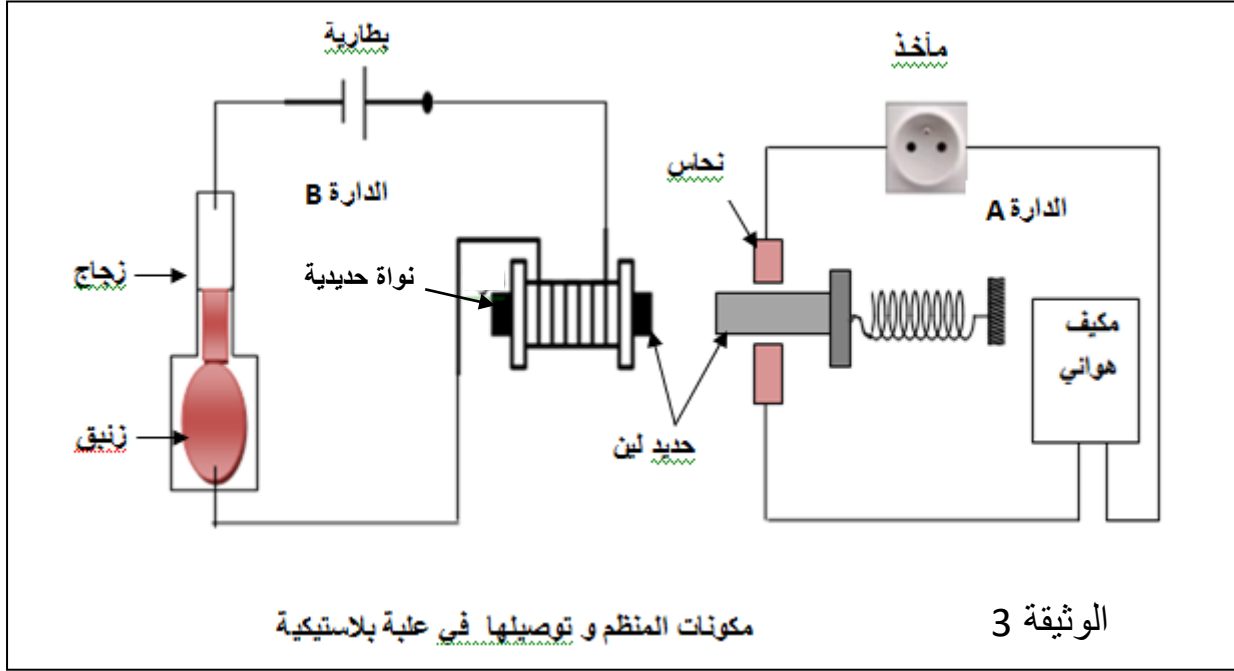 بطارية
مأخذ
نحاس
الدارة B
الدارة A
زجاج
نواة حديدية
مكيف
هوائي
زئبق
حديد لين
مكونات المنظم و توصيلها في علبة بلاستيكية
الوثيقة 3